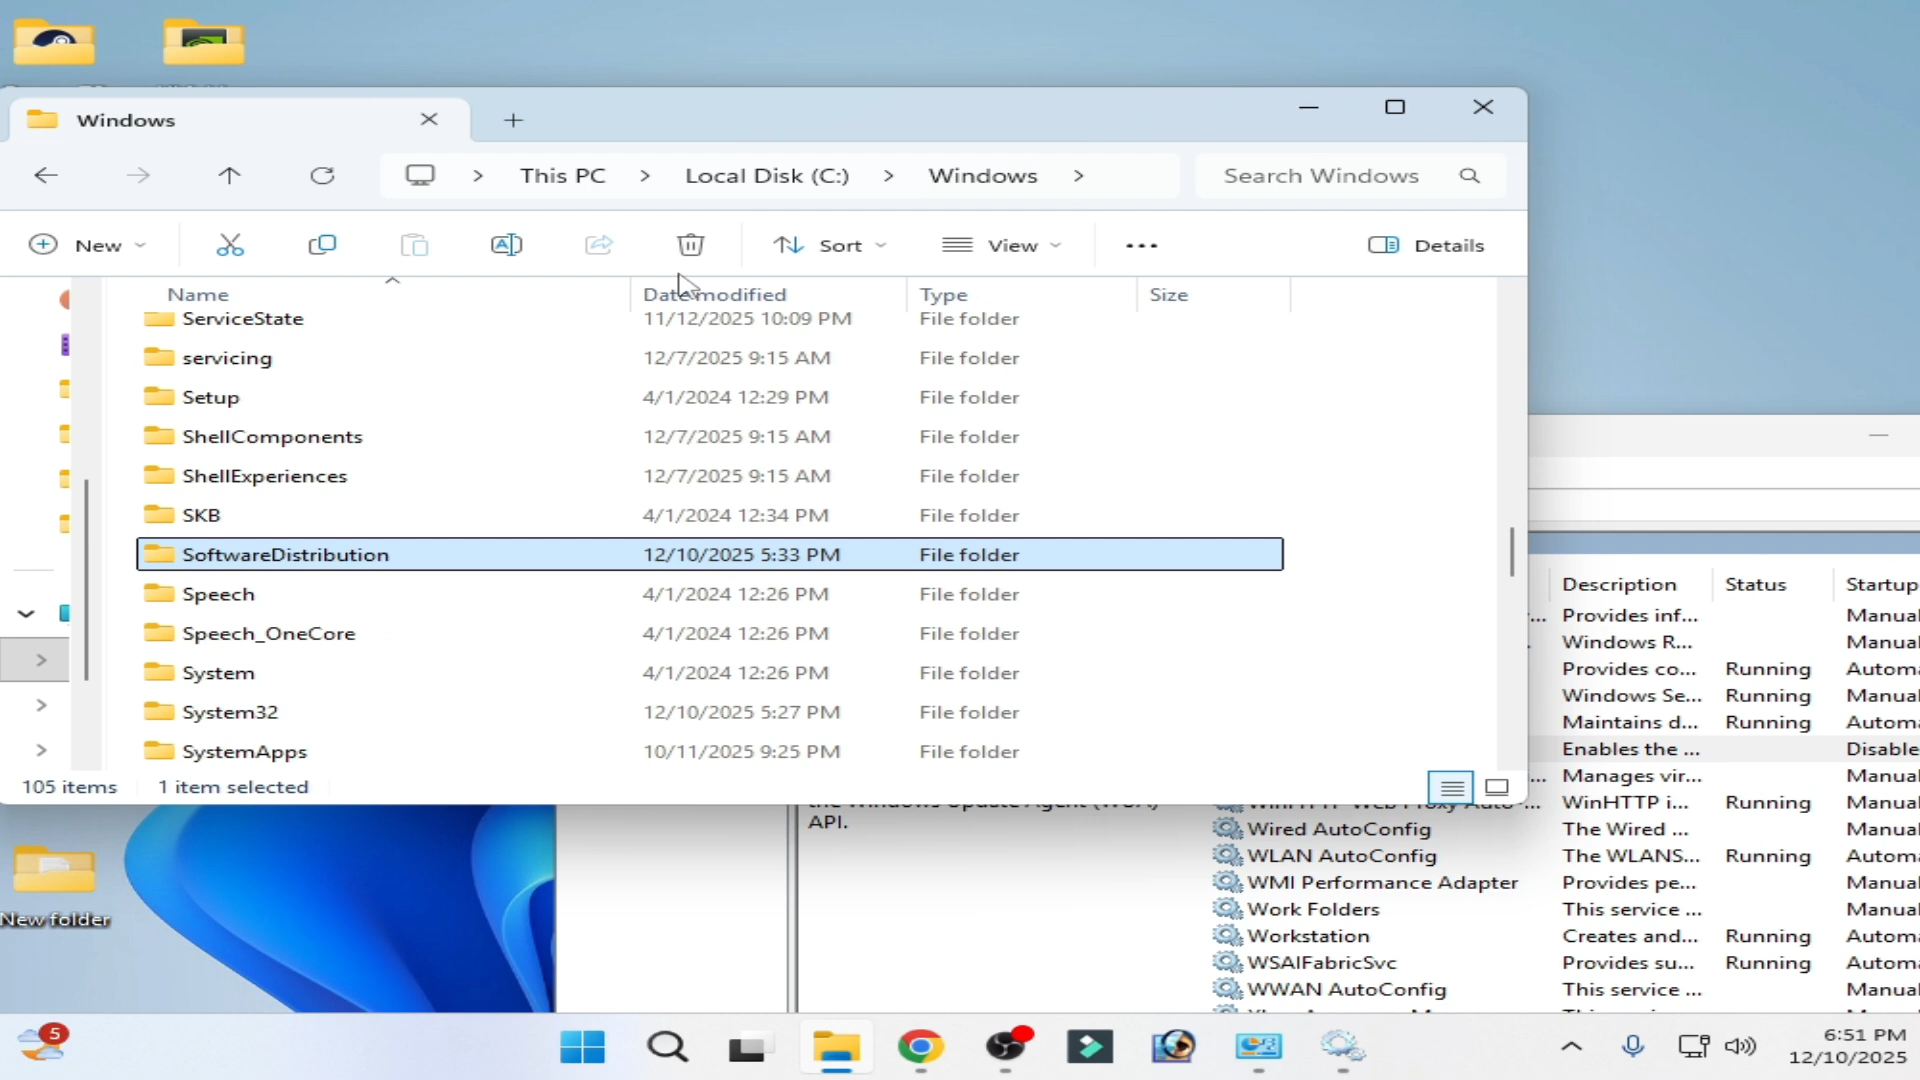 Windows
This PC
Local Disk (C:)
Windows
Search Windows
New
Sort
View
Details
Name Date modified Type Size
ServiceState 11/12/2025 10:09 PM File folder
servicing 12/7/2025 9:15 AM File folder
Setup 4/1/2024 12:29 PM File folder
ShellComponents 12/7/2025 9:15 AM File folder
ShellExperiences 12/7/2025 9:15 AM File folder
SKB 4/1/2024 12:34 PM File folder
SoftwareDistribution 12/10/2025 5:33 PM File folder
Speech 4/1/2024 12:26 PM File folder
Speech_OneCore 4/1/2024 12:26 PM File folder
System 4/1/2024 12:26 PM File folder
System32 12/10/2025 5:27 PM File folder
SystemApps 10/11/2025 9:25 PM File folder
105 items 1 item selected
Description Status Startup
Provides inf... Manual
Windows R... Manual
Provides co... Running Automa
Windows Se... Running Manual
Maintains d... Running Automa
Enables the ... Disable
Manages vir... Manual
WinHTTP i... Running Manual
API.
Wired AutoConfig The Wired ... Manual
WLAN AutoConfig The WLANS... Running Automa
WMI Performance Adapter Provides pe... Manual
Work Folders This service ... Manual
Workstation Creates and... Running Automa
WSAIFabricSvc Provides su... Running Automa
WWAN AutoConfig This service ... Manual
New folder
5
6:51 PM
12/10/2025